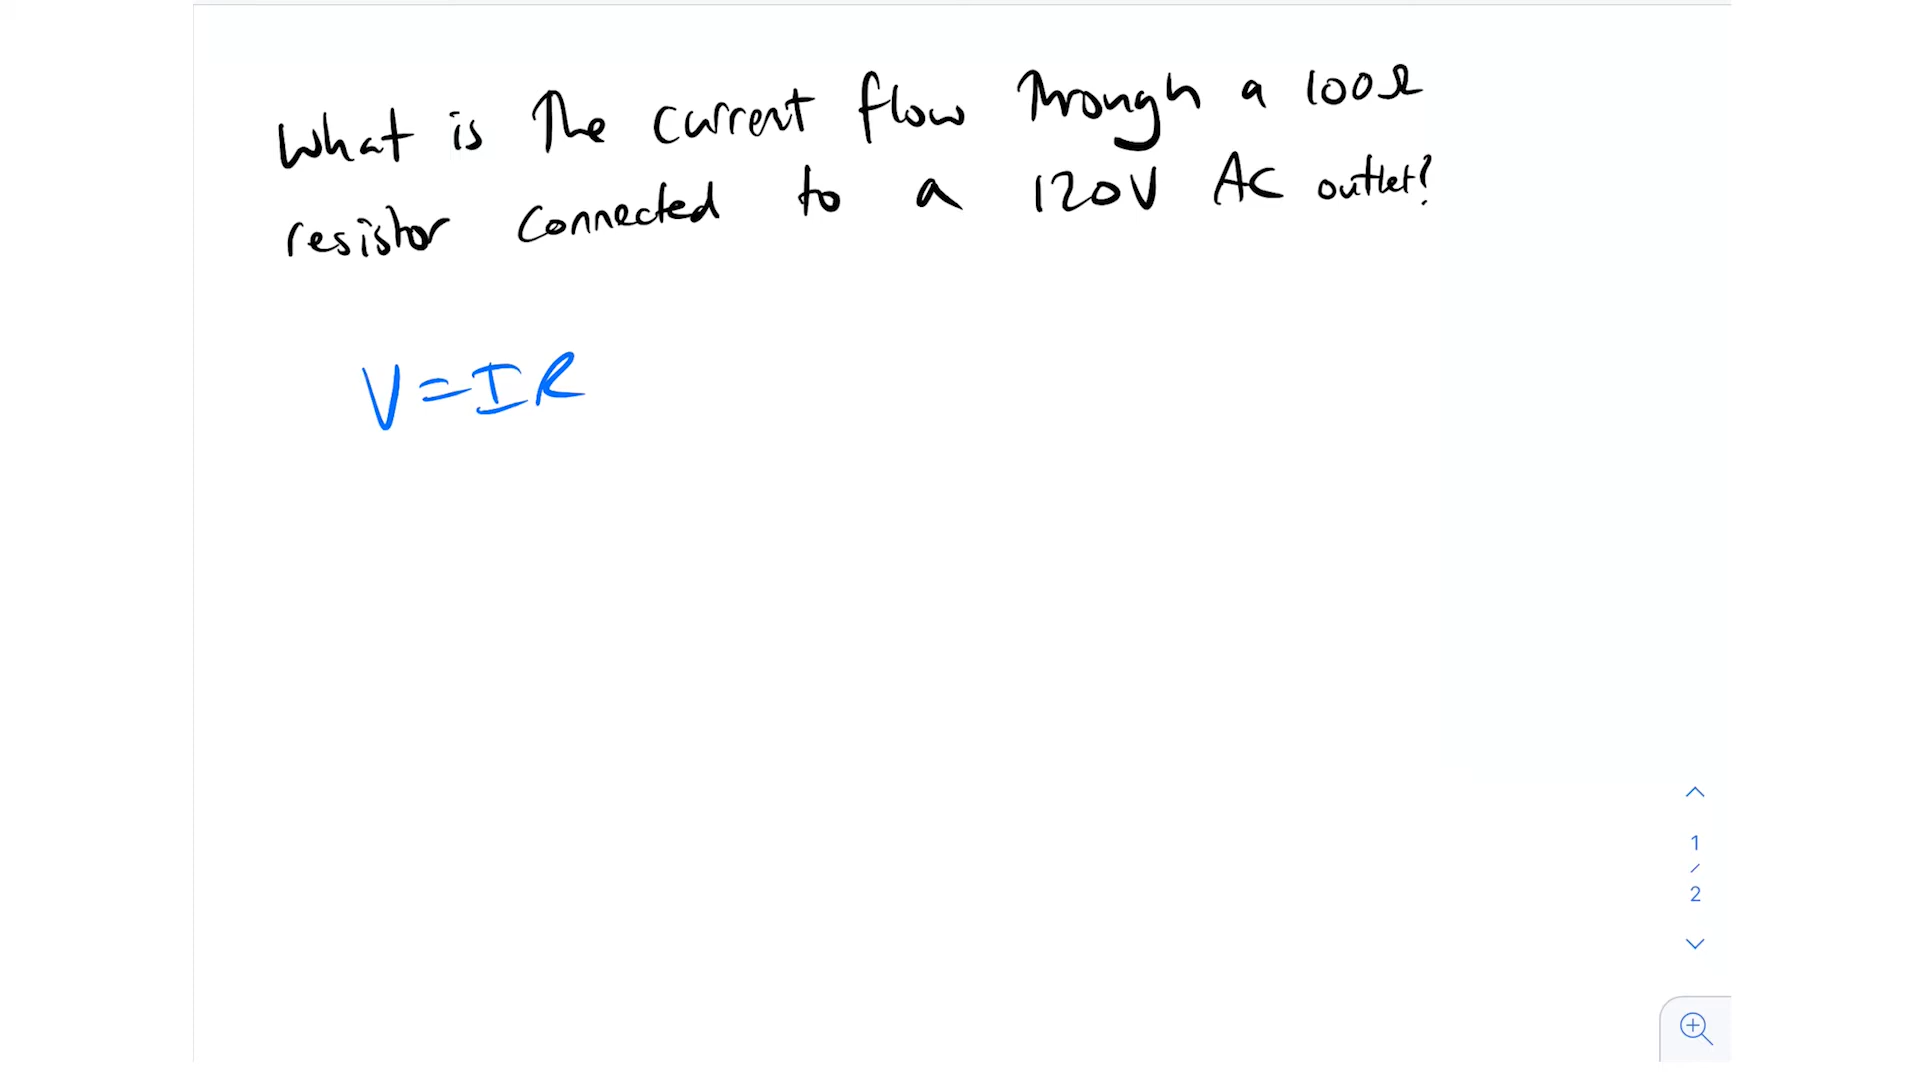 What is The current flow Through a 100Ω
resistor connected to a 120V AC outlet?
V=IR
1
/
2